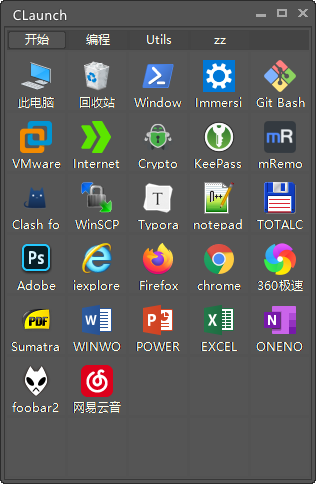 CLaunch
开始 编程 Utils zz
此电脑 回收站 Window Immersi Git Bash
VMware Internet Crypto KeePass mRemo
Clash fo WinSCP Typora notepad TOTALC
Adobe iexplore Firefox chrome 360极速
Sumatra WINWO POWER EXCEL ONENO
foobar2 网易云音